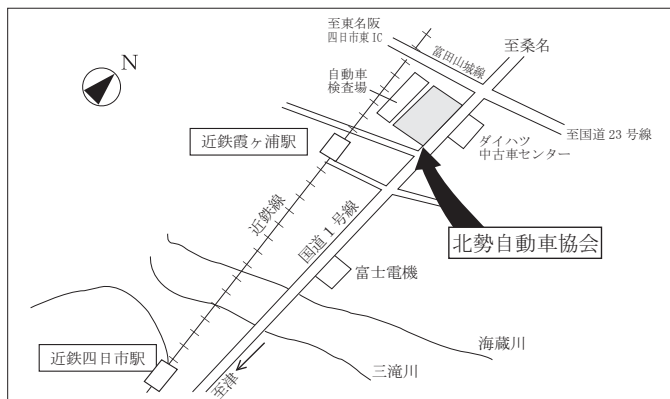 至東名阪
四日市東IC
富田山城線
至桑名
N
自動車
検査場
至国道23号線
ダイハツ
中古車センター
近鉄霞ヶ浦駅
近鉄線
国道1号線
北勢自動車協会
富士電機
海蔵川
近鉄四日市駅
三滝川
至津